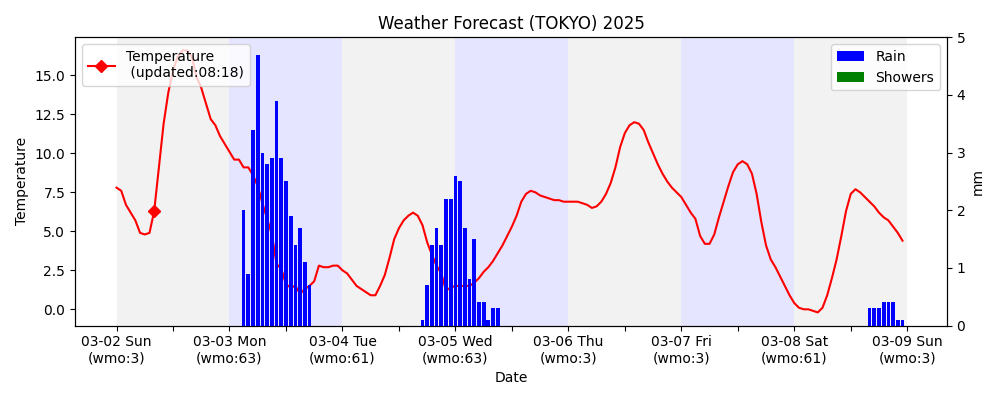 Weather Forecast (TOKYO) 2025
Temperature
(updated:08:18)
Rain
Showers
Temperature
15.0
12.5
10.0
7.5
5.0
2.5
0.0
5
4
3
2
1
0
mm
03-02 Sun
(wmo:3)
03-03 Mon
(wmo:63)
03-04 Tue
(wmo:61)
03-05 Wed
(wmo:63)
03-06 Thu
(wmo:3)
03-07 Fri
(wmo:3)
03-08 Sat
(wmo:61)
03-09 Sun
(wmo:3)
Date